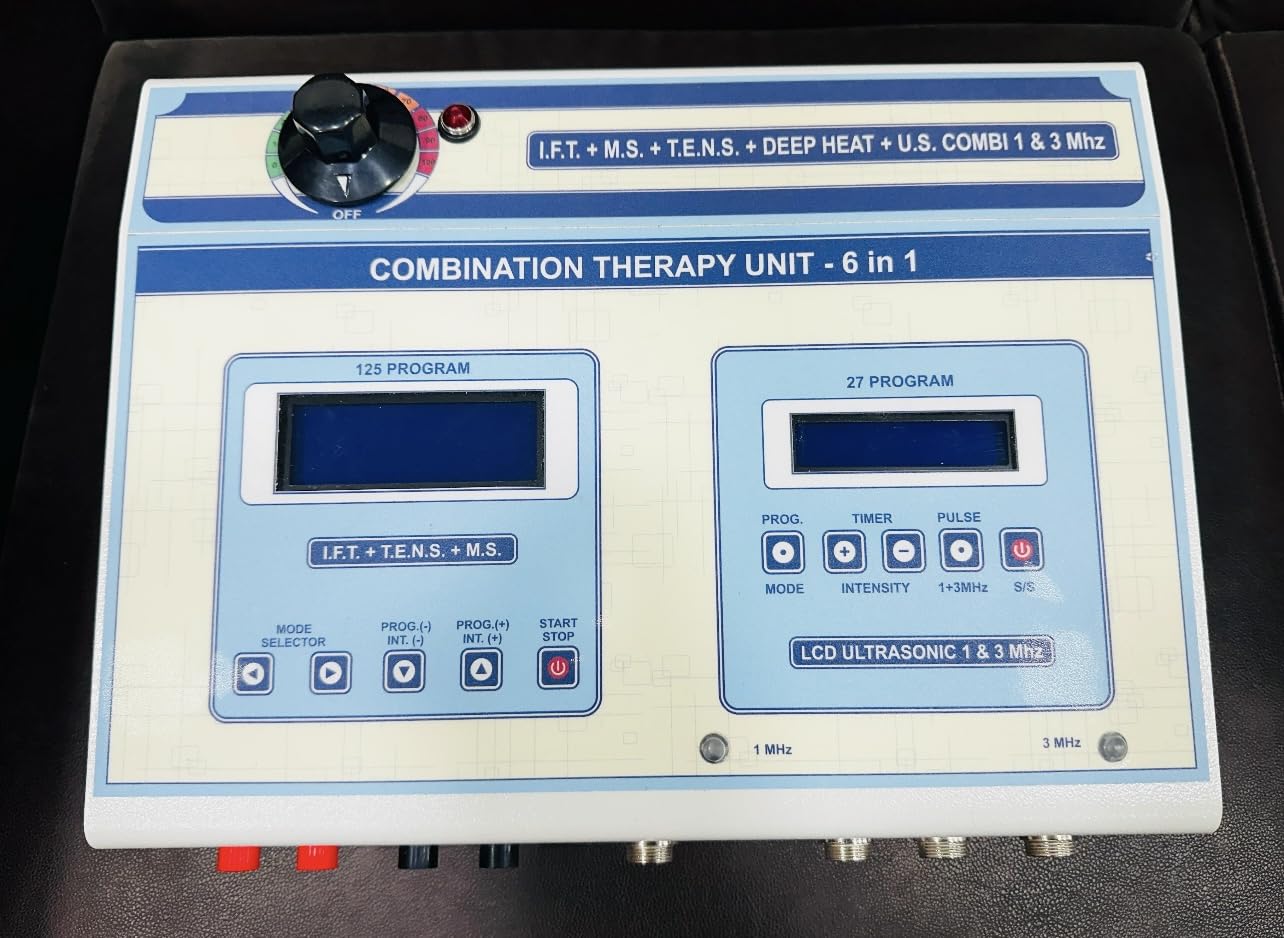 I.F.T. + M.S. + T.E.N.S. + DEEP HEAT + U.S. COMBI 1 & 3 Mhz
OFF
COMBINATION THERAPY UNIT - 6 in 1
125 PROGRAM
I.F.T. + T.E.N.S. + M.S.
MODE
SELECTOR
PROG.(-)
INT. (-)
PROG.(+)
INT. (+)
START
STOP
27 PROGRAM
PROG. TIMER PULSE
MODE INTENSITY 1+3MHz S/S
LCD ULTRASONIC 1 & 3 Mhz
1 MHz 3 MHz